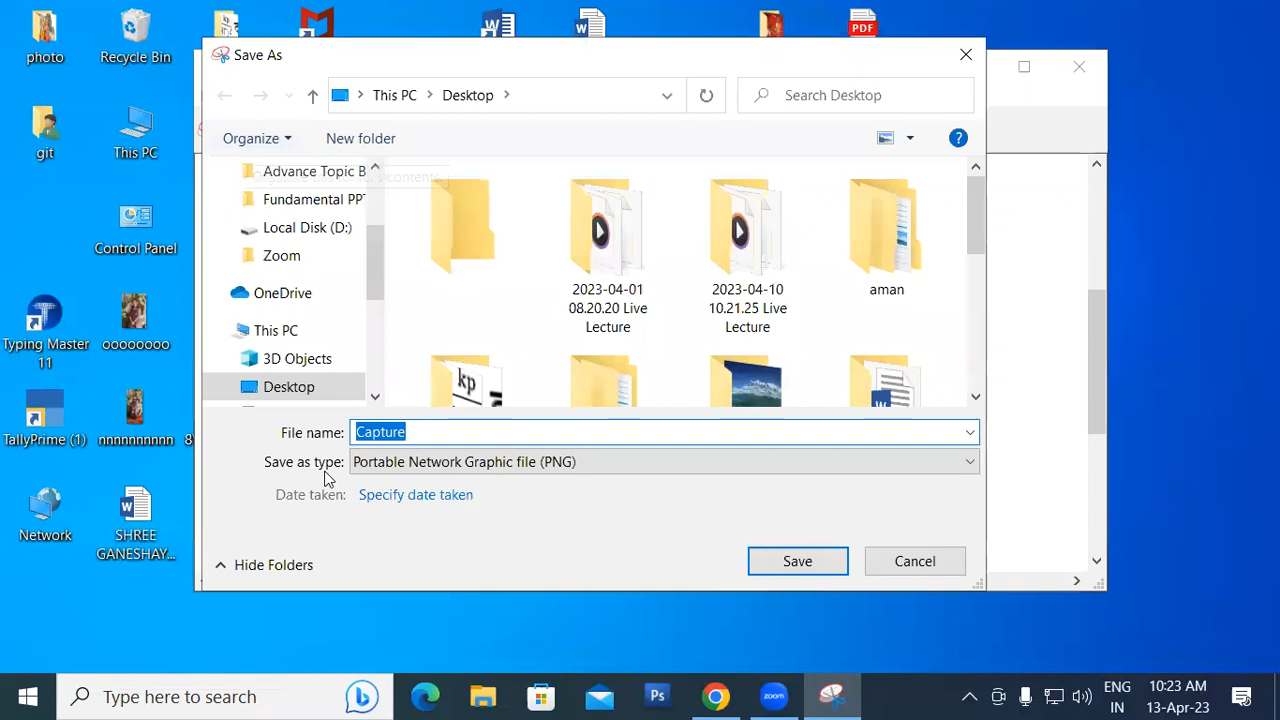 photo
Recycle Bin
PDF
git
This PC
Control Panel
Typing Master
11
oooooooo
TallyPrime (1)
nnnnnnnnnn
Network
SHREE
GANESHAY...
Save As
This PC
Desktop
Search Desktop
Organize
New folder
Advance Topic B
Fundamental PP
Local Disk (D:)
Zoom
OneDrive
This PC
3D Objects
Desktop
2023-04-01
08.20.20 Live
Lecture
2023-04-10
10.21.25 Live
Lecture
aman
kp
File name:
Capture
Save as type:
Portable Network Graphic file (PNG)
Date taken:
Specify date taken
Hide Folders
Save
Cancel
Type here to search
Ps
zoom
ENG
IN
10:23 AM
13-Apr-23